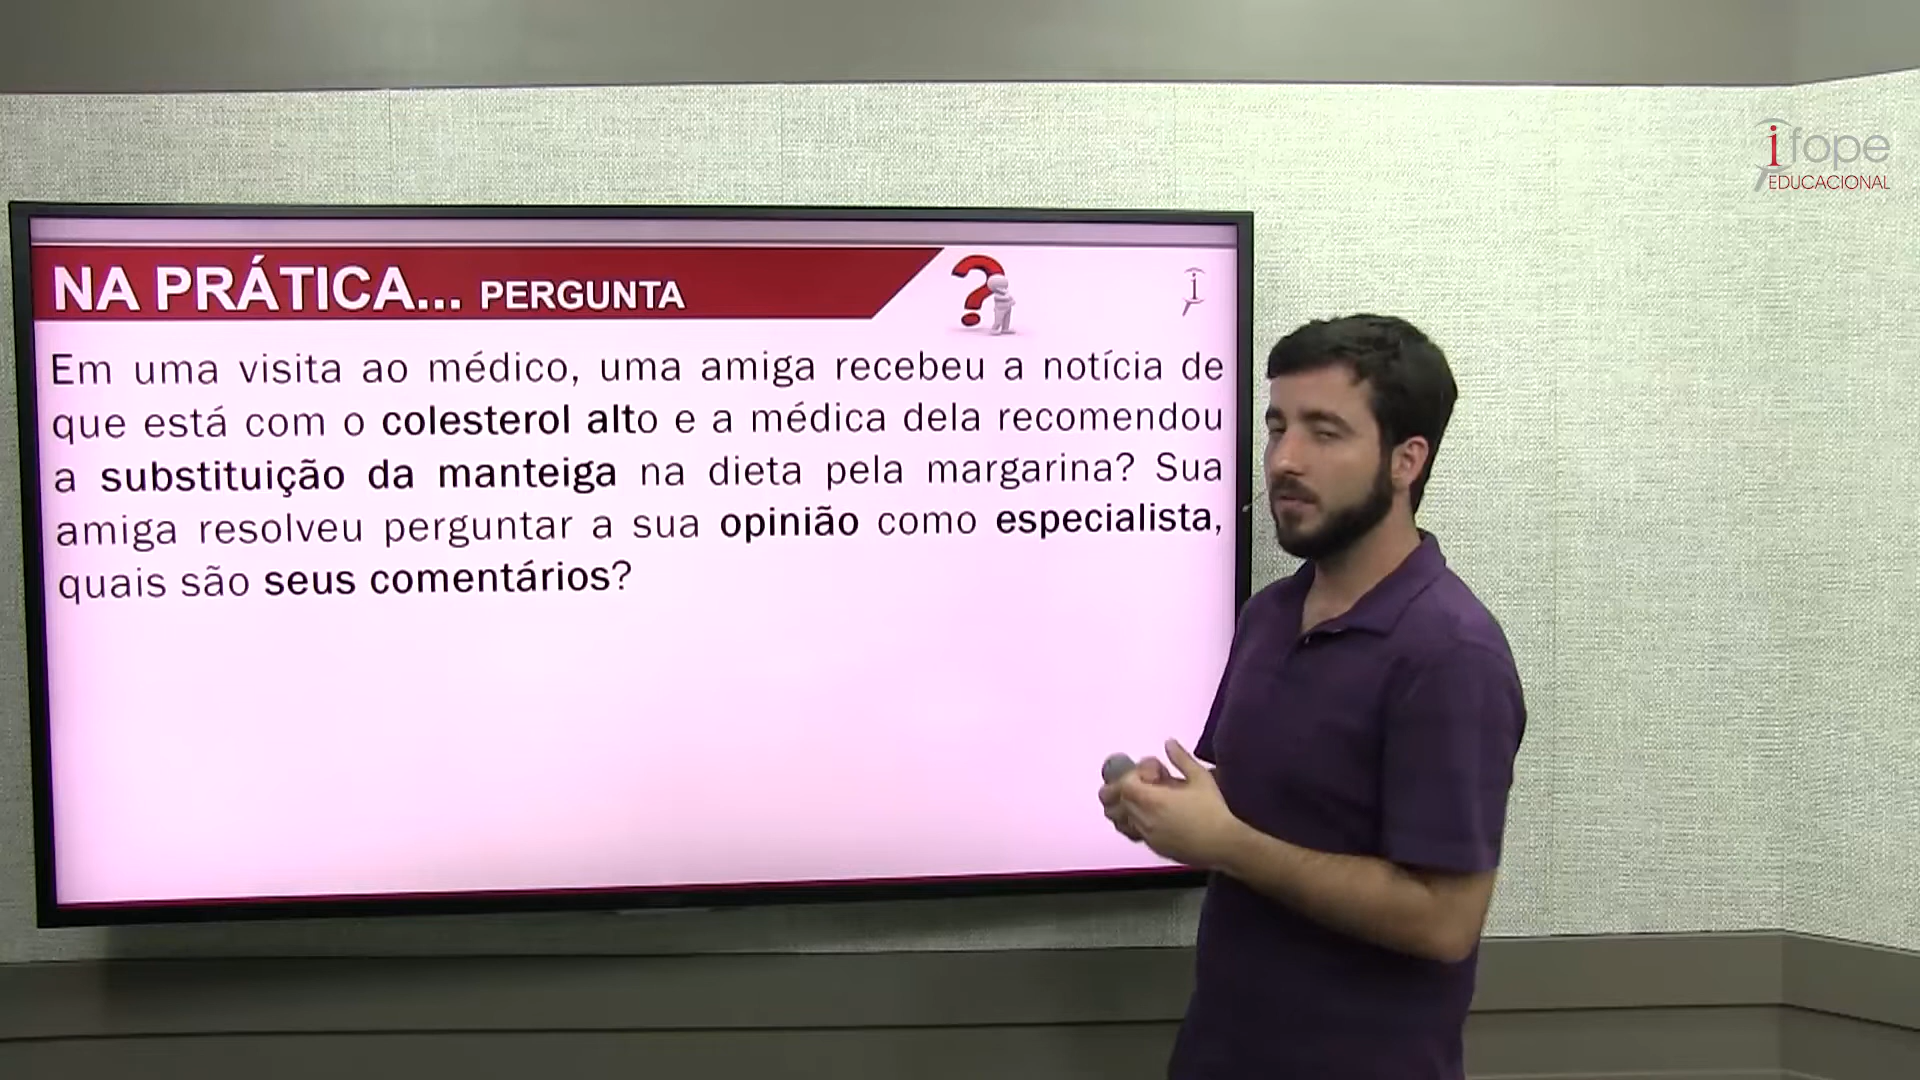 ifope
EDUCACIONAL
NA PRÁTICA... PERGUNTA
i
Em uma visita ao médico, uma amiga recebeu a notícia de
que está com o colesterol alto e a médica dela recomendou
a substituição da manteiga na dieta pela margarina? Sua
amiga resolveu perguntar a sua opinião como especialista,
quais são seus comentários?